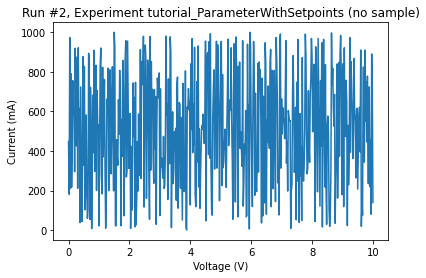 Run #2, Experiment tutorial_ParameterWithSetpoints (no sample)
Current (mA)
1000
800
600
400
200
0
0 2 4 6 8 10
Voltage (V)